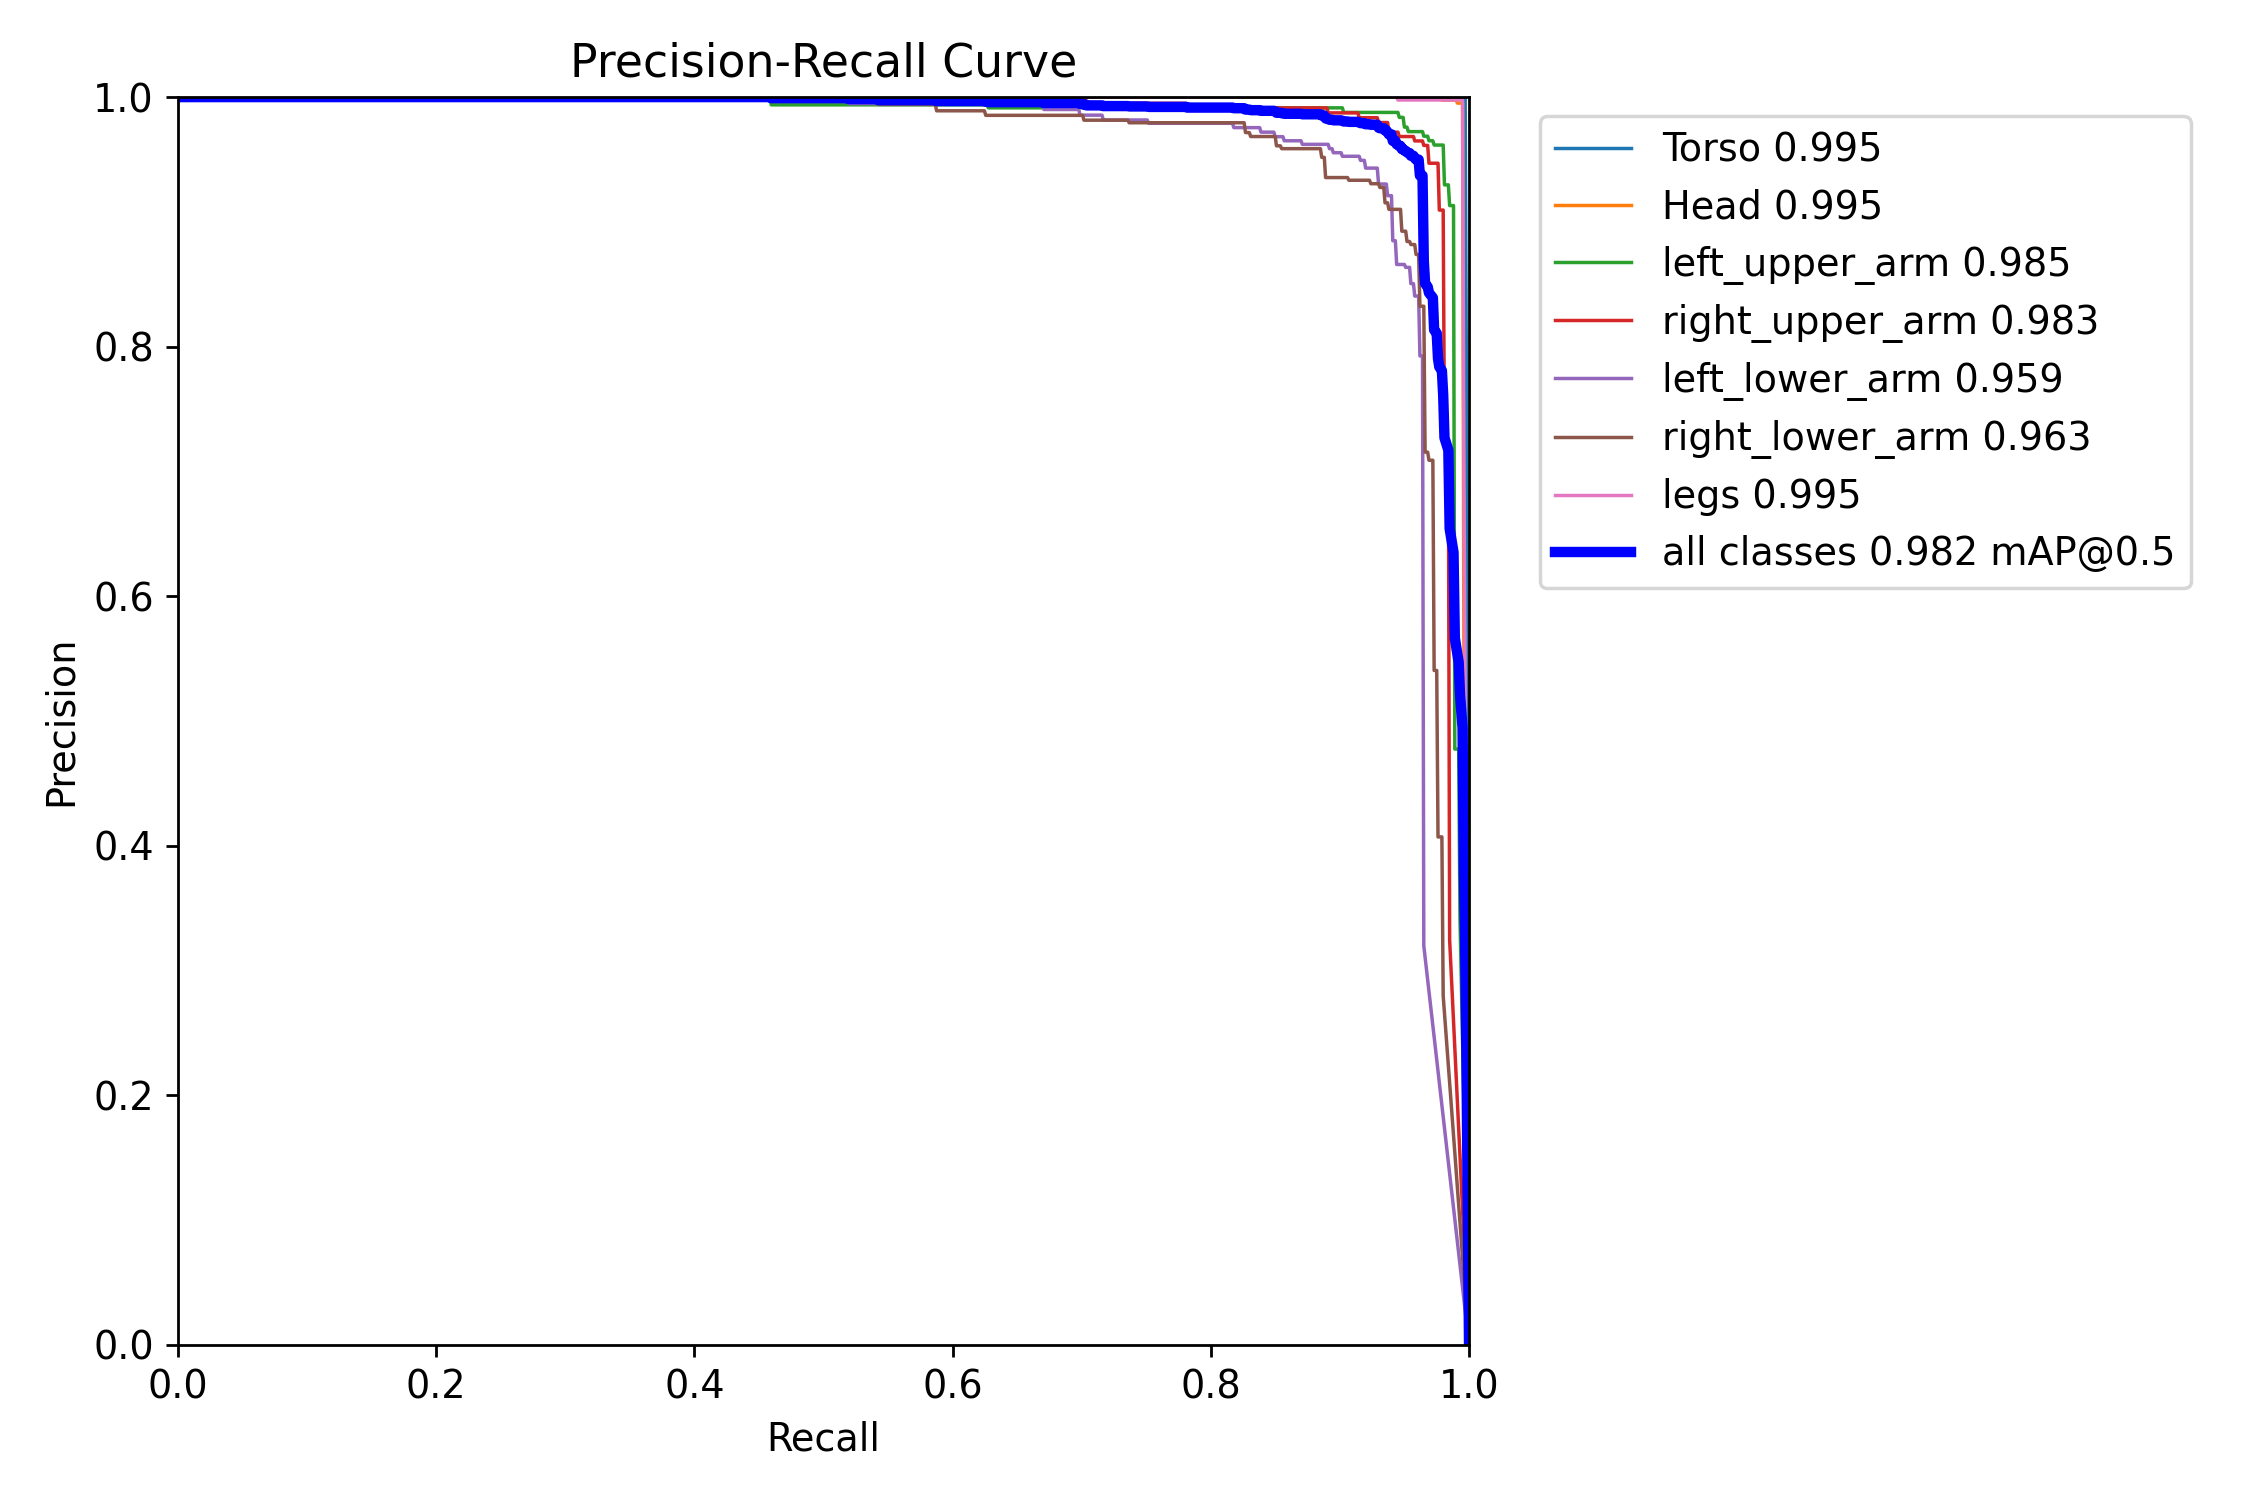 Precision-Recall Curve
1.0
0.8
0.6
0.4
0.2
0.0
Precision
0.0 0.2 0.4 0.6 0.8 1.0
Recall
Torso 0.995
Head 0.995
left_upper_arm 0.985
right_upper_arm 0.983
left_lower_arm 0.959
right_lower_arm 0.963
legs 0.995
all classes 0.982 mAP@0.5